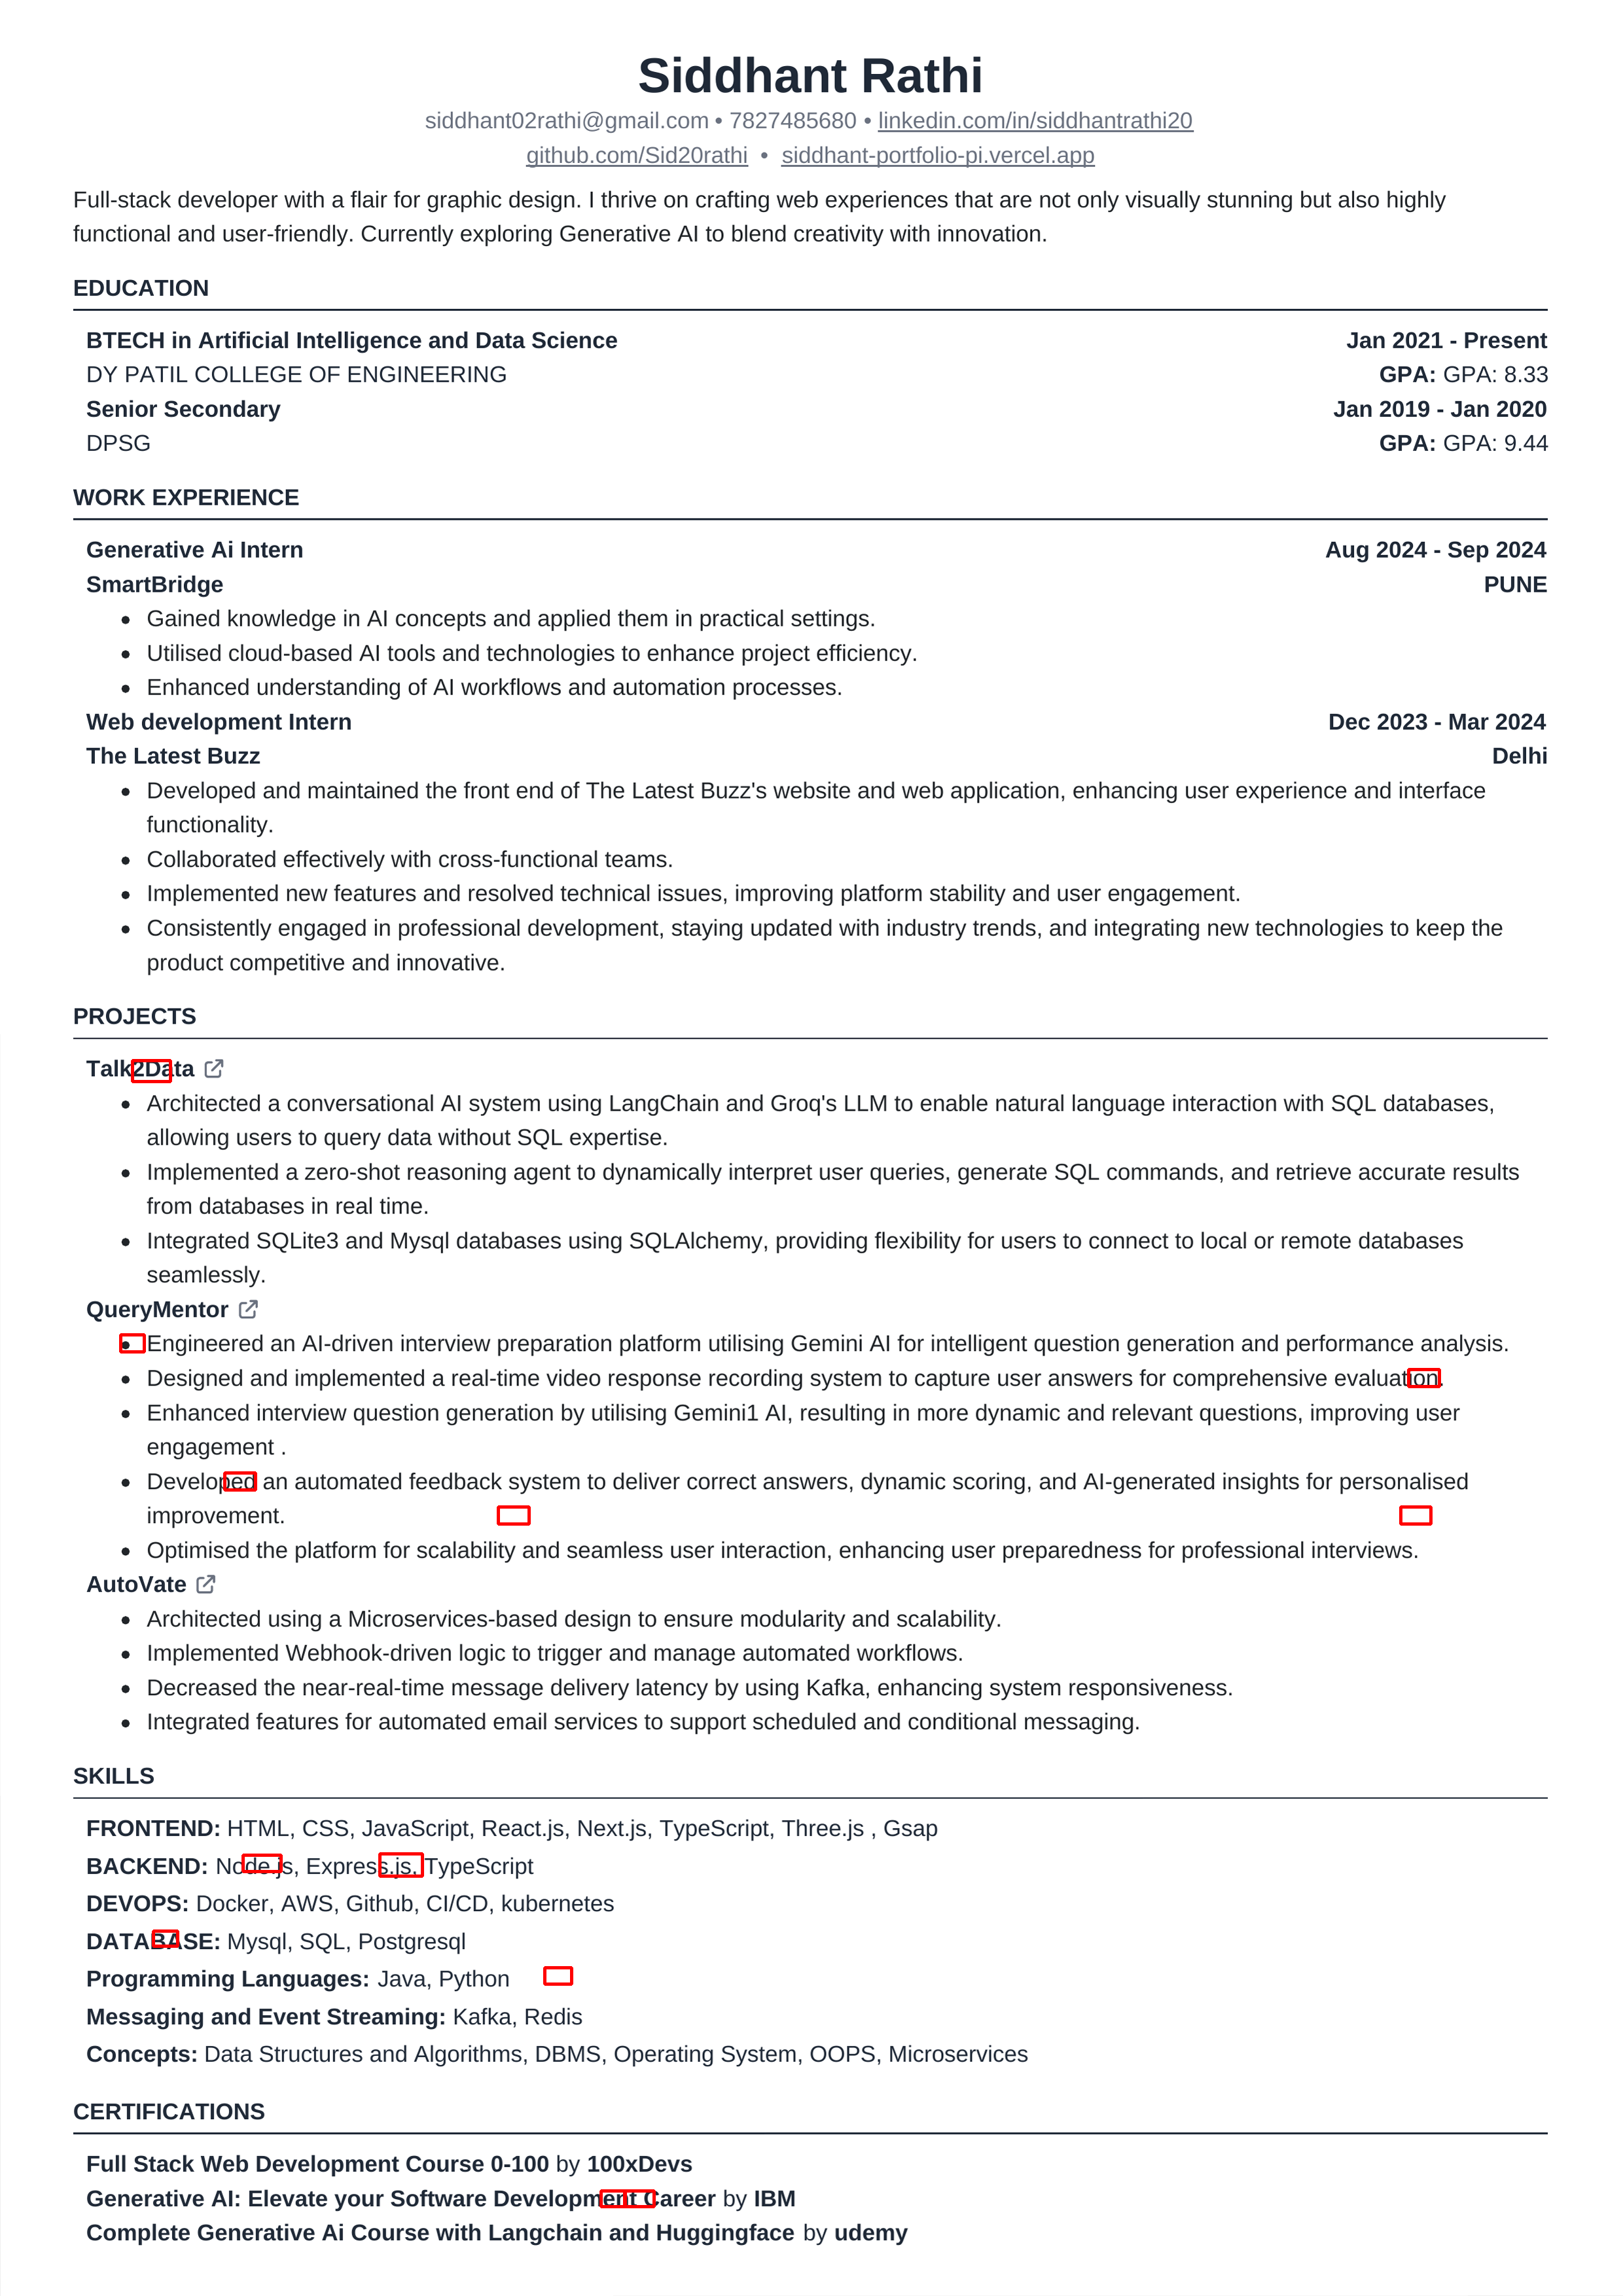 Siddhant Rathi
siddhant02rathi@gmail.com • 7827485680 • linkedin.com/in/siddhantrathi20
github.com/Sid20rathi • siddhant-portfolio-pi.vercel.app
Full-stack developer with a flair for graphic design. I thrive on crafting web experiences that are not only visually stunning but also highly
functional and user-friendly. Currently exploring Generative AI to blend creativity with innovation.
EDUCATION
BTECH in Artificial Intelligence and Data Science Jan 2021 - Present
DY PATIL COLLEGE OF ENGINEERING GPA: GPA: 8.33
Senior Secondary Jan 2019 - Jan 2020
DPSG GPA: GPA: 9.44
WORK EXPERIENCE
Generative Ai Intern Aug 2024 - Sep 2024
SmartBridge PUNE
• Gained knowledge in AI concepts and applied them in practical settings.
• Utilised cloud-based AI tools and technologies to enhance project efficiency.
• Enhanced understanding of AI workflows and automation processes.
Web development Intern Dec 2023 - Mar 2024
The Latest Buzz Delhi
• Developed and maintained the front end of The Latest Buzz's website and web application, enhancing user experience and interface
functionality.
• Collaborated effectively with cross-functional teams.
• Implemented new features and resolved technical issues, improving platform stability and user engagement.
• Consistently engaged in professional development, staying updated with industry trends, and integrating new technologies to keep the
product competitive and innovative.
PROJECTS
Talk2Data
• Architected a conversational AI system using LangChain and Groq's LLM to enable natural language interaction with SQL databases,
allowing users to query data without SQL expertise.
• Implemented a zero-shot reasoning agent to dynamically interpret user queries, generate SQL commands, and retrieve accurate results
from databases in real time.
• Integrated SQLite3 and Mysql databases using SQLAlchemy, providing flexibility for users to connect to local or remote databases
seamlessly.
QueryMentor
• Engineered an AI-driven interview preparation platform utilising Gemini AI for intelligent question generation and performance analysis.
• Designed and implemented a real-time video response recording system to capture user answers for comprehensive evaluation.
• Enhanced interview question generation by utilising Gemini1 AI, resulting in more dynamic and relevant questions, improving user
engagement .
• Developed an automated feedback system to deliver correct answers, dynamic scoring, and AI-generated insights for personalised
improvement.
• Optimised the platform for scalability and seamless user interaction, enhancing user preparedness for professional interviews.
AutoVate
• Architected using a Microservices-based design to ensure modularity and scalability.
• Implemented Webhook-driven logic to trigger and manage automated workflows.
• Decreased the near-real-time message delivery latency by using Kafka, enhancing system responsiveness.
• Integrated features for automated email services to support scheduled and conditional messaging.
SKILLS
FRONTEND: HTML, CSS, JavaScript, React.js, Next.js, TypeScript, Three.js , Gsap
BACKEND: Node.js, Express.js, TypeScript
DEVOPS: Docker, AWS, Github, CI/CD, kubernetes
DATABASE: Mysql, SQL, Postgresql
Programming Languages: Java, Python
Messaging and Event Streaming: Kafka, Redis
Concepts: Data Structures and Algorithms, DBMS, Operating System, OOPS, Microservices
CERTIFICATIONS
Full Stack Web Development Course 0-100 by 100xDevs
Generative AI: Elevate your Software Development Career by IBM
Complete Generative Ai Course with Langchain and Huggingface by udemy